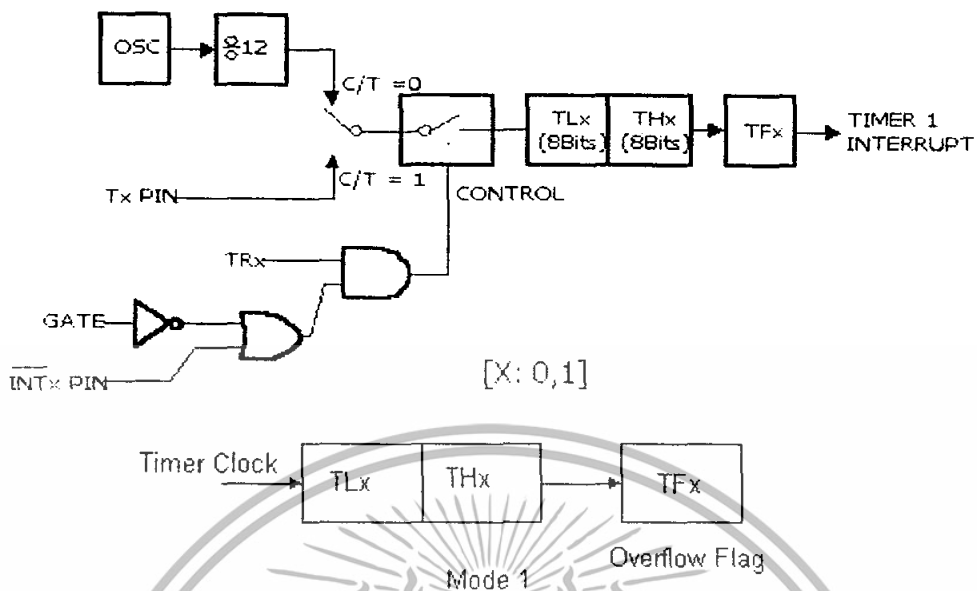 OSC
÷12
C/T =0
TLx
(8Bits)
THx
(8Bits)
TFx
TIMER 1
INTERRUPT
Tx PIN
C/T = 1
CONTROL
TRx
GATE
INTx PIN
[X: 0,1]
Timer Clock
TLx
THx
TFx
Overflow Flag
Mode 1